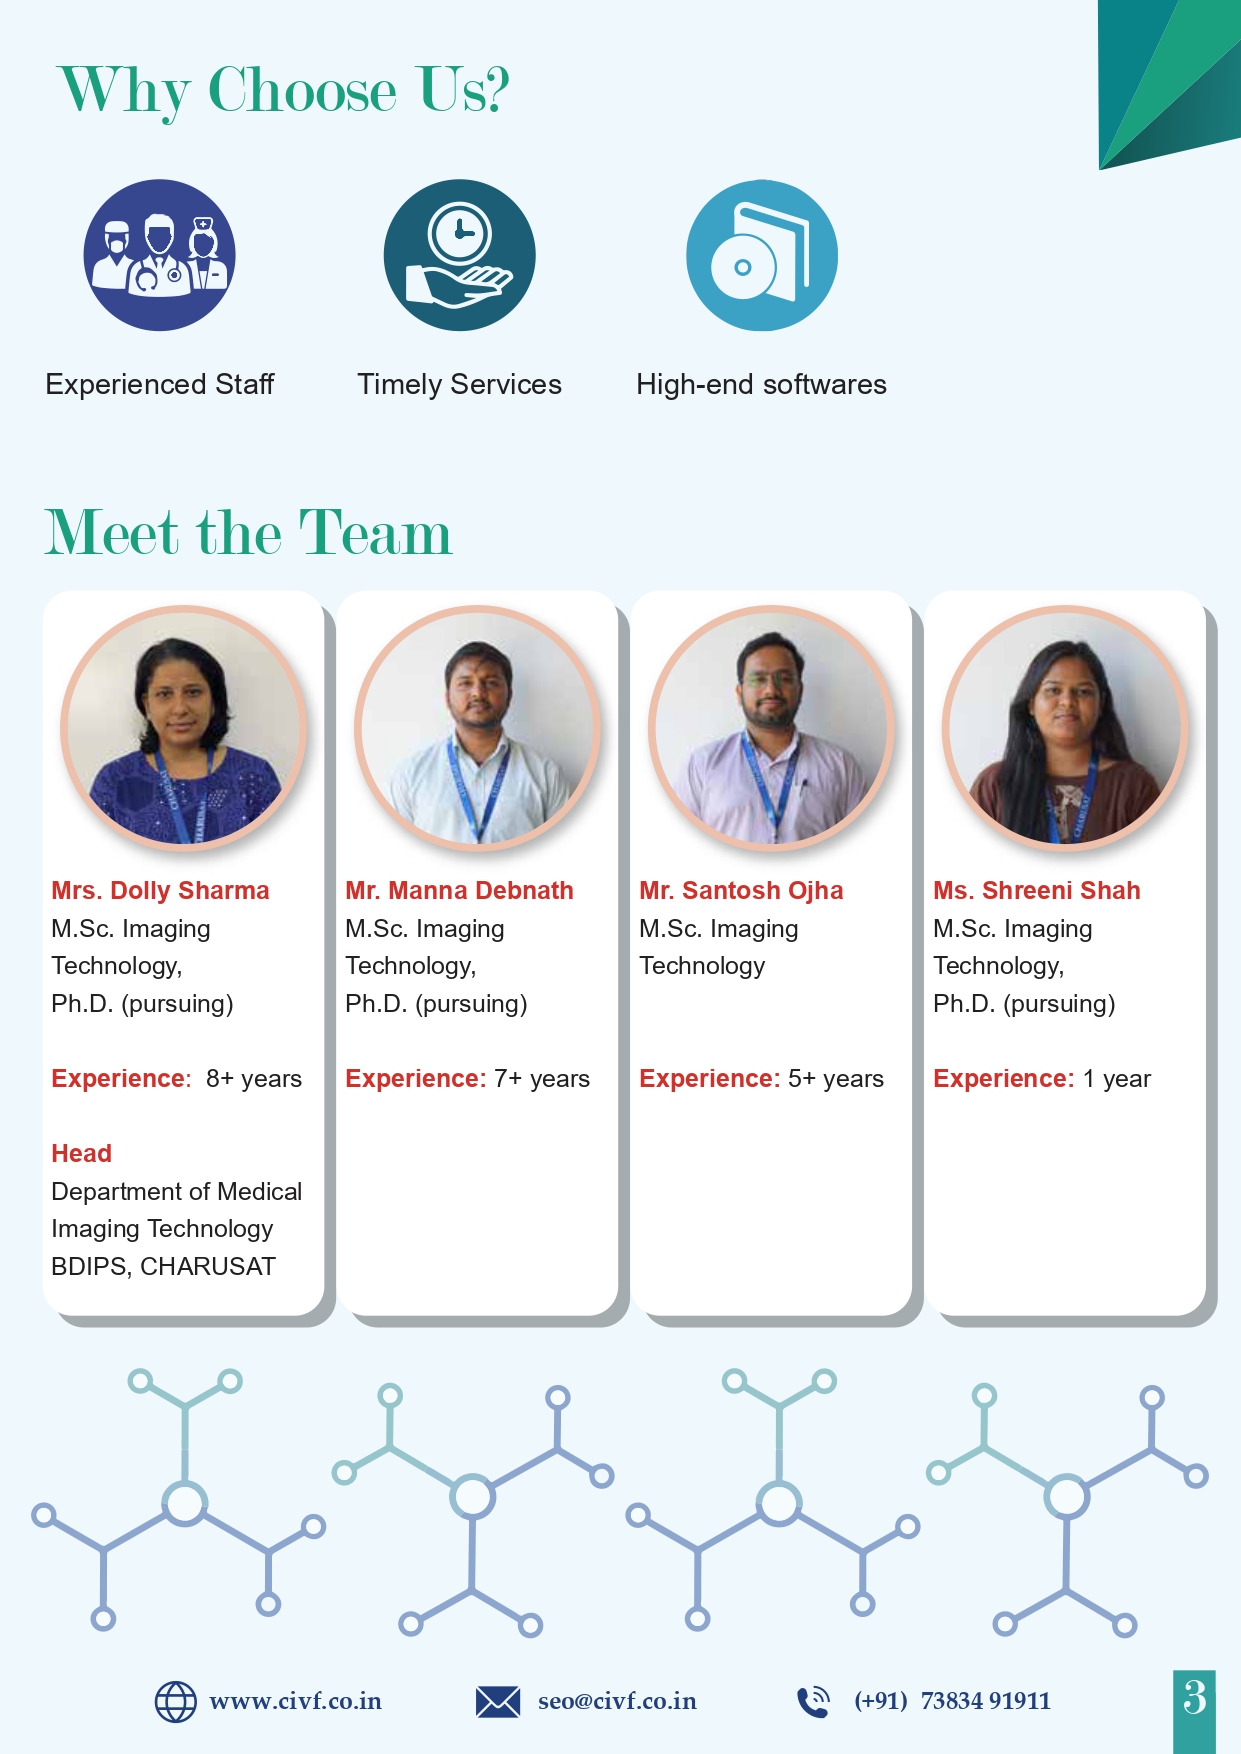 Why Choose Us?
Experienced Staff
Timely Services
High-end softwares
Meet the Team
CHARUSAT
CHARUSAT
CHARUSAT
Mrs. Dolly Sharma
M.Sc. Imaging
Technology,
Ph.D. (pursuing)
Experience: 8+ years
Head
Department of Medical
Imaging Technology
BDIPS, CHARUSAT
Mr. Manna Debnath
M.Sc. Imaging
Technology,
Ph.D. (pursuing)
Experience: 7+ years
Mr. Santosh Ojha
M.Sc. Imaging
Technology
Experience: 5+ years
Ms. Shreeni Shah
M.Sc. Imaging
Technology,
Ph.D. (pursuing)
Experience: 1 year
www.civf.co.in
seo@civf.co.in
(+91) 73834 91911
3